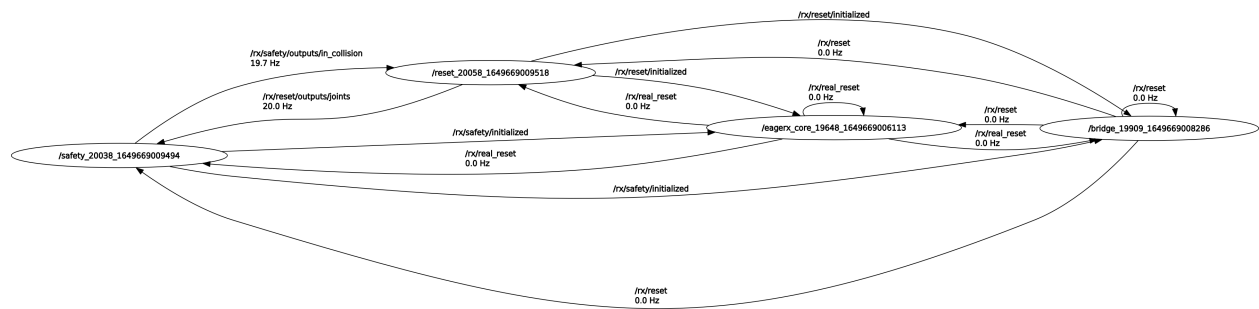 /rx/reset/initialized
/rx/safety/outputs/in_collision
19.7 Hz
/rx/reset
0.0 Hz
/reset_20058_1649669009518
/rx/reset/initialized
/rx/reset/outputs/joints
20.0 Hz
/rx/real_reset
0.0 Hz
/rx/real_reset
0.0 Hz
/rx/reset
0.0 Hz
/rx/reset
0.0 Hz
/eagerx_core_19648_1649669006113
/bridge_19909_1649669008286
/rx/safety/initialized
/rx/real_reset
0.0 Hz
/safety_20038_1649669009494
/rx/real_reset
0.0 Hz
/rx/safety/initialized
/rx/reset
0.0 Hz